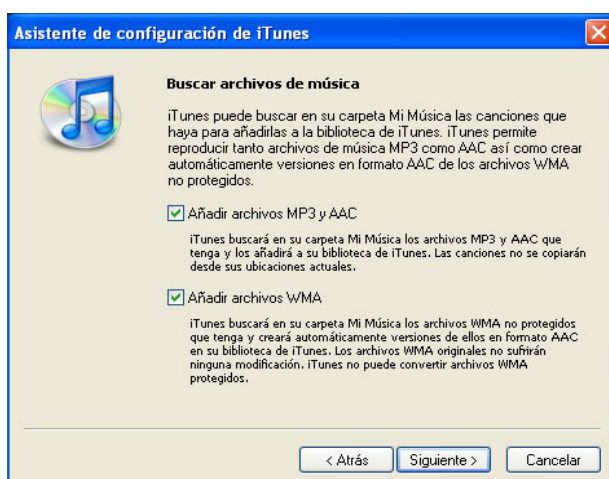 Asistente de configuración de iTunes
Buscar archivos de música
iTunes puede buscar en su carpeta Mi Música las canciones que
haya para añadirlas a la biblioteca de iTunes. iTunes permite
reproducir tanto archivos de música MP3 como AAC así como crear
automáticamente versiones en formato AAC de los archivos WMA
no protegidos.
Añadir archivos MP3 y AAC
iTunes buscará en su carpeta Mi Música los archivos MP3 y AAC que
tenga y los añadirá a su biblioteca de iTunes. Las canciones no se copiarán
desde sus ubicaciones actuales.
Añadir archivos WMA
iTunes buscará en su carpeta Mi Música los archivos WMA no protegidos
que tenga y creará automáticamente versiones de ellos en formato AAC
en su biblioteca de iTunes. Los archivos WMA originales no sufrirán
ninguna modificación. iTunes no puede convertir archivos WMA
protegidos.
< Atrás Siguiente > Cancelar